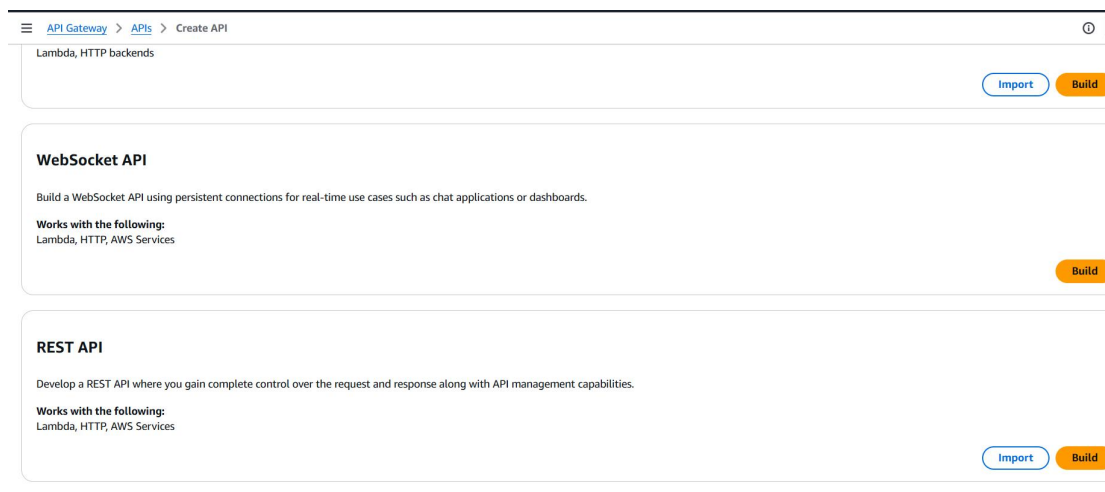 API Gateway > APIs > Create API
Lambda, HTTP backends
Import Build
WebSocket API
Build a WebSocket API using persistent connections for real-time use cases such as chat applications or dashboards.
Works with the following:
Lambda, HTTP, AWS Services
Build
REST API
Develop a REST API where you gain complete control over the request and response along with API management capabilities.
Works with the following:
Lambda, HTTP, AWS Services
Import Build